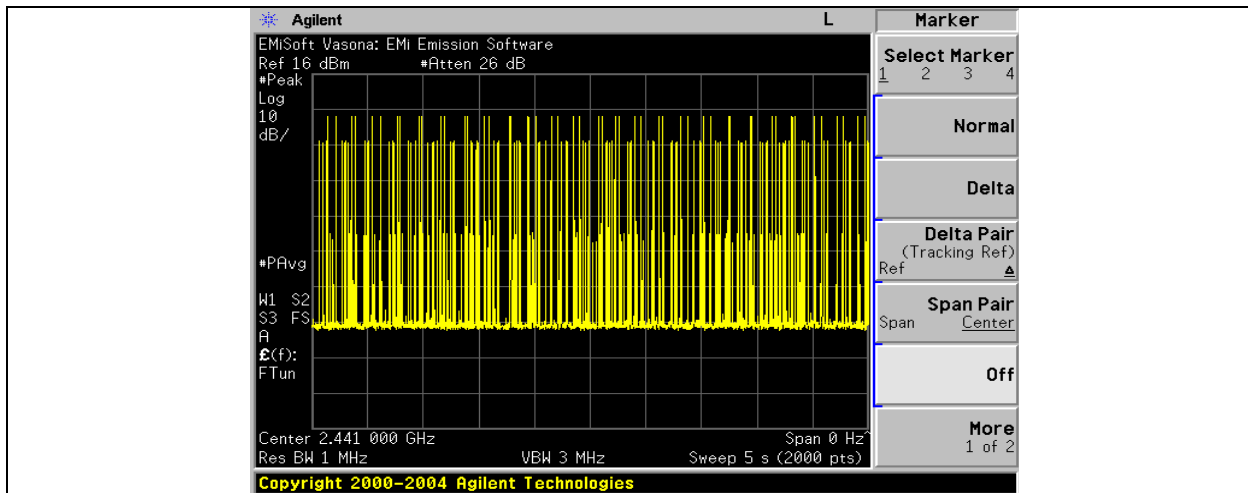 Agilent
L
Marker
EMiSoft Vasona: EMi Emission Software
Ref 16 dBm #Atten 26 dB
#Peak
Log
10
dB/
#PAvg
W1 S2
S3 FS
A
£(f):
FTun
Center 2.441 000 GHz Span 0 Hz^
Res BW 1 MHz VBW 3 MHz Sweep 5 s (2000 pts)
Copyright 2000-2004 Agilent Technologies
Select Marker
1 2 3 4
Normal
Delta
Delta Pair
(Tracking Ref)
Ref Δ
Span Pair
Span Center
Off
More
1 of 2